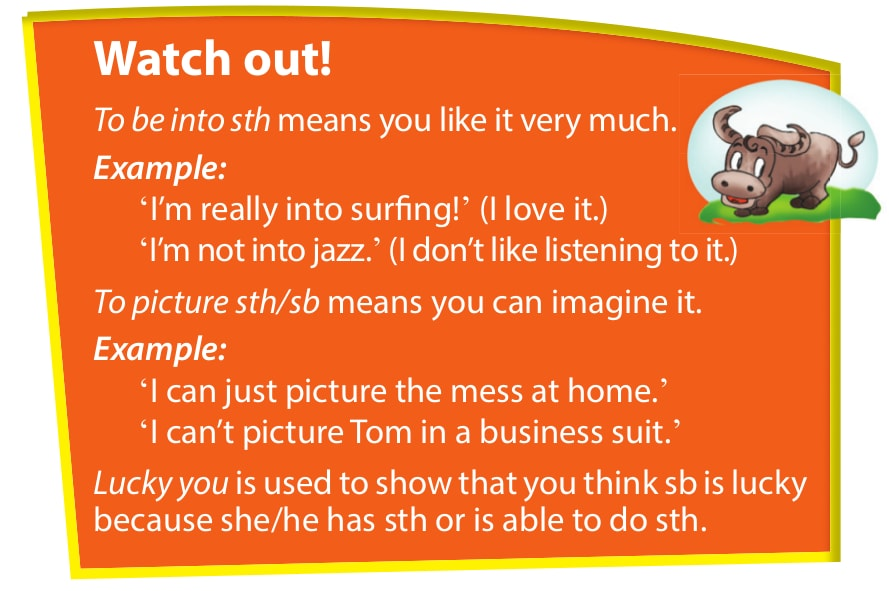 Watch out!
To be into sth means you like it very much.
Example:
‘I’m really into surfing!’ (I love it.)
‘I’m not into jazz.’ (I don’t like listening to it.)
To picture sth/sb means you can imagine it.
Example:
‘I can just picture the mess at home.’
‘I can’t picture Tom in a business suit.’
Lucky you is used to show that you think sb is lucky
because she/he has sth or is able to do sth.